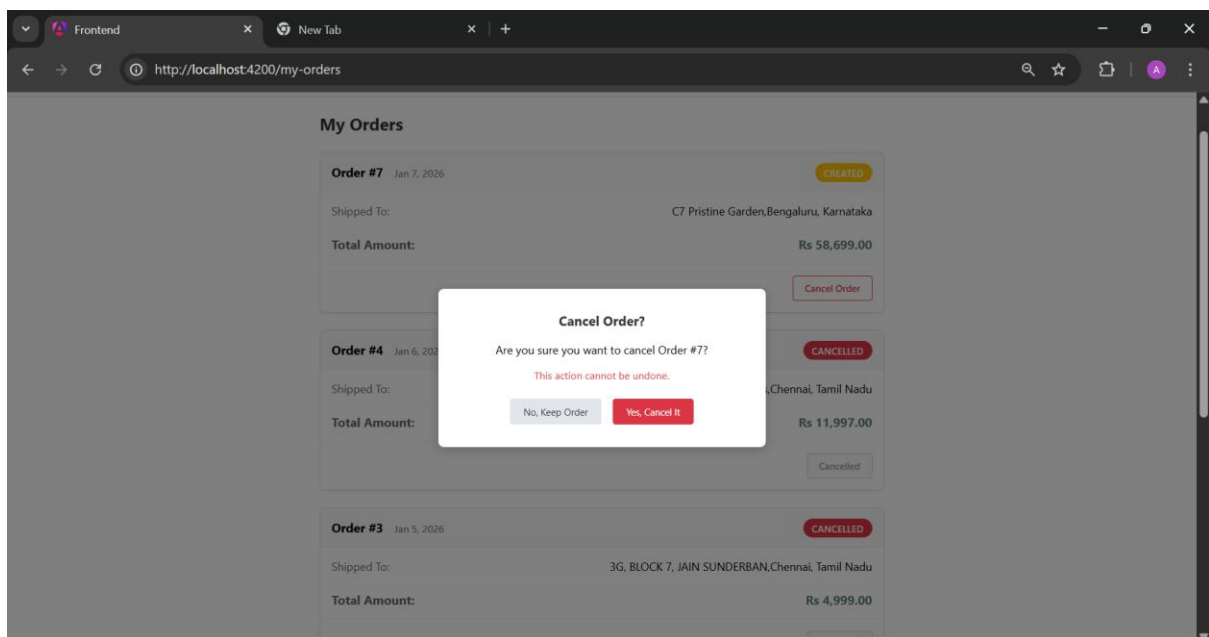 Frontend
New Tab
http://localhost:4200/my-orders
A
My Orders
Order #7 Jan 7, 2026 CREATED
Shipped To: C7 Pristine Garden,Bengaluru, Karnataka
Total Amount: Rs 58,699.00
Cancel Order
Cancel Order?
Are you sure you want to cancel Order #7?
This action cannot be undone.
No, Keep Order Yes, Cancel It
Order #4 Jan 6, 202 CANCELLED
Shipped To: ,Chennai, Tamil Nadu
Total Amount: Rs 11,997.00
Cancelled
Order #3 Jan 5, 2026 CANCELLED
Shipped To: 3G, BLOCK 7, JAIN SUNDERBAN,Chennai, Tamil Nadu
Total Amount: Rs 4,999.00